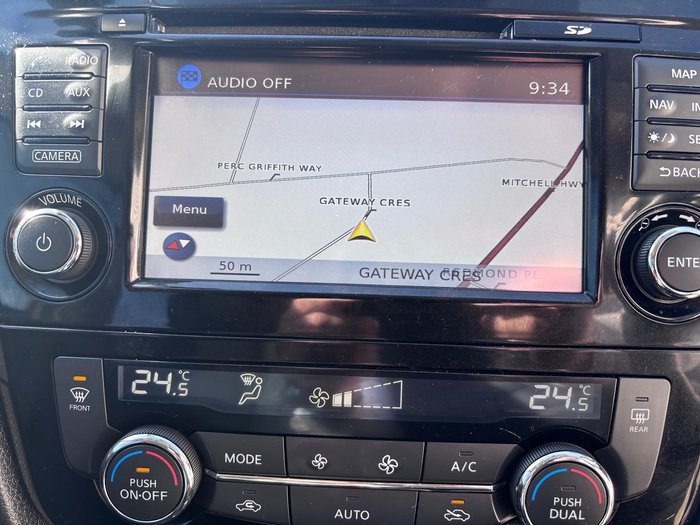 SD
RADIO
CD AUX
CAMERA
AUDIO OFF
9:34
MAP
NAV
BACK
VOLUME
PERC GRIFFITH WAY
MITCHELL HWY
GATEWAY CRES
Menu
50 m
GATEWAY CRES
REDMOND PL
ENTE
24.5°C
24.5°C
FRONT
REAR
MODE
A/C
PUSH
ON·OFF
AUTO
PUSH
DUAL